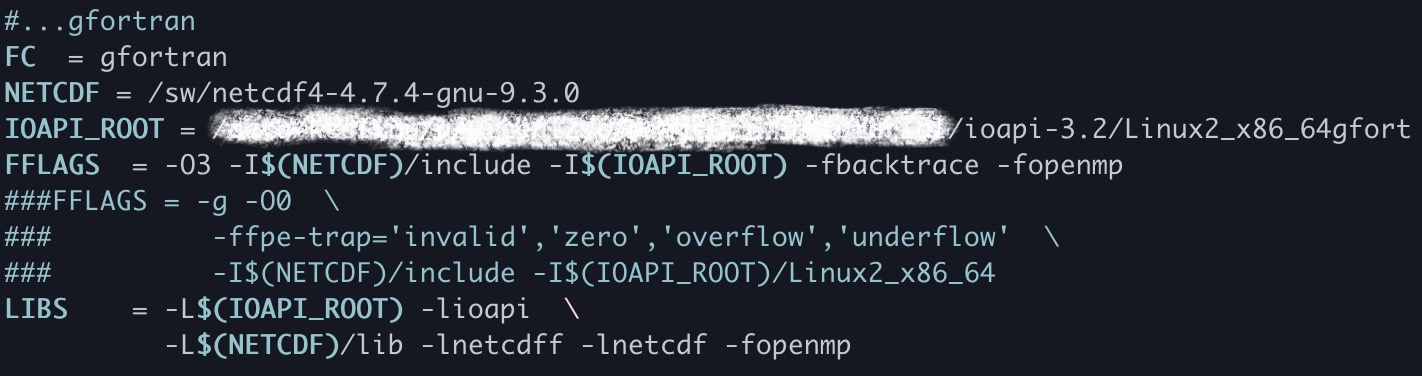 #...gfortran
FC  = gfortran
NETCDF = /sw/netcdf4-4.7.4-gnu-9.3.0
IOAPI_ROOT = /ioapi-3.2/Linux2_x86_64gfort
FFLAGS  = -O3 -I$(NETCDF)/include -I$(IOAPI_ROOT) -fbacktrace -fopenmp
###FFLAGS = -g -O0  \
###          -ffpe-trap='invalid','zero','overflow','underflow'  \
###          -I$(NETCDF)/include -I$(IOAPI_ROOT)/Linux2_x86_64
LIBS    = -L$(IOAPI_ROOT) -lioapi  \
          -L$(NETCDF)/lib -lnetcdff -lnetcdf -fopenmp